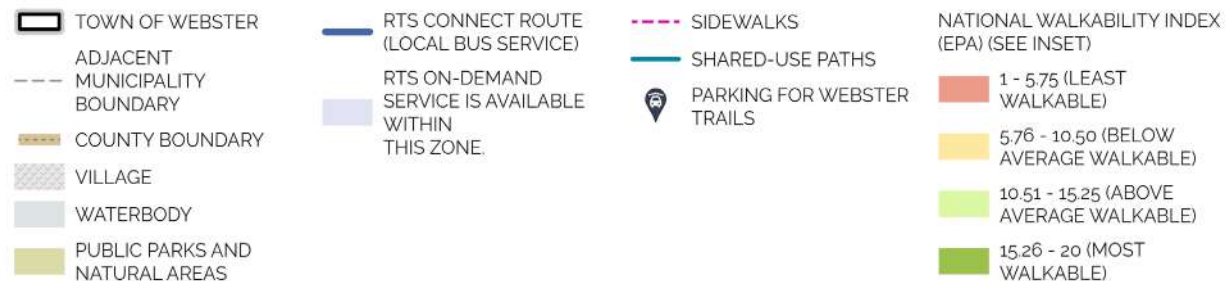 TOWN OF WEBSTER
ADJACENT
MUNICIPALITY
BOUNDARY
COUNTY BOUNDARY
VILLAGE
WATERBODY
PUBLIC PARKS AND
NATURAL AREAS
RTS CONNECT ROUTE
(LOCAL BUS SERVICE)
RTS ON-DEMAND
SERVICE IS AVAILABLE
WITHIN
THIS ZONE.
SIDEWALKS
SHARED-USE PATHS
PARKING FOR WEBSTER
TRAILS
NATIONAL WALKABILITY INDEX
(EPA) (SEE INSET)
1 - 5.75 (LEAST
WALKABLE)
5.76 - 10.50 (BELOW
AVERAGE WALKABLE)
10.51 - 15.25 (ABOVE
AVERAGE WALKABLE)
15.26 - 20 (MOST
WALKABLE)